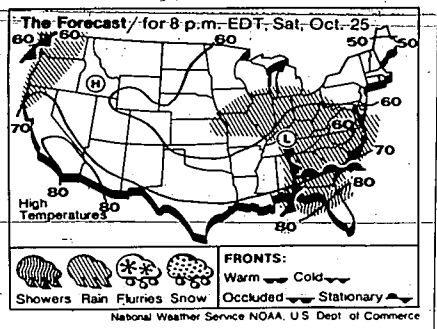 The Forecast/ for 8 p.m. EDT, Sat, Oct. 25
60 60 60 50 50
H
60
70
L
60
70
80
80
80
80
80
High
Temperatures
FRONTS:
Warm Cold
Showers Rain Flurries Snow
Occluded Stationary
National Weather Service NOAA, U S Dept of Commerce